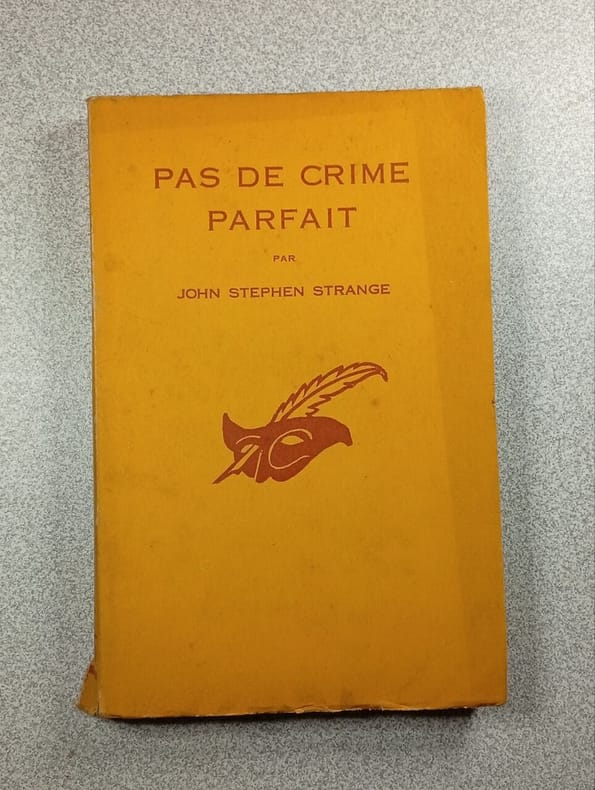 PAS DE CRIME
PARFAIT
PAR
JOHN STEPHEN STRANGE